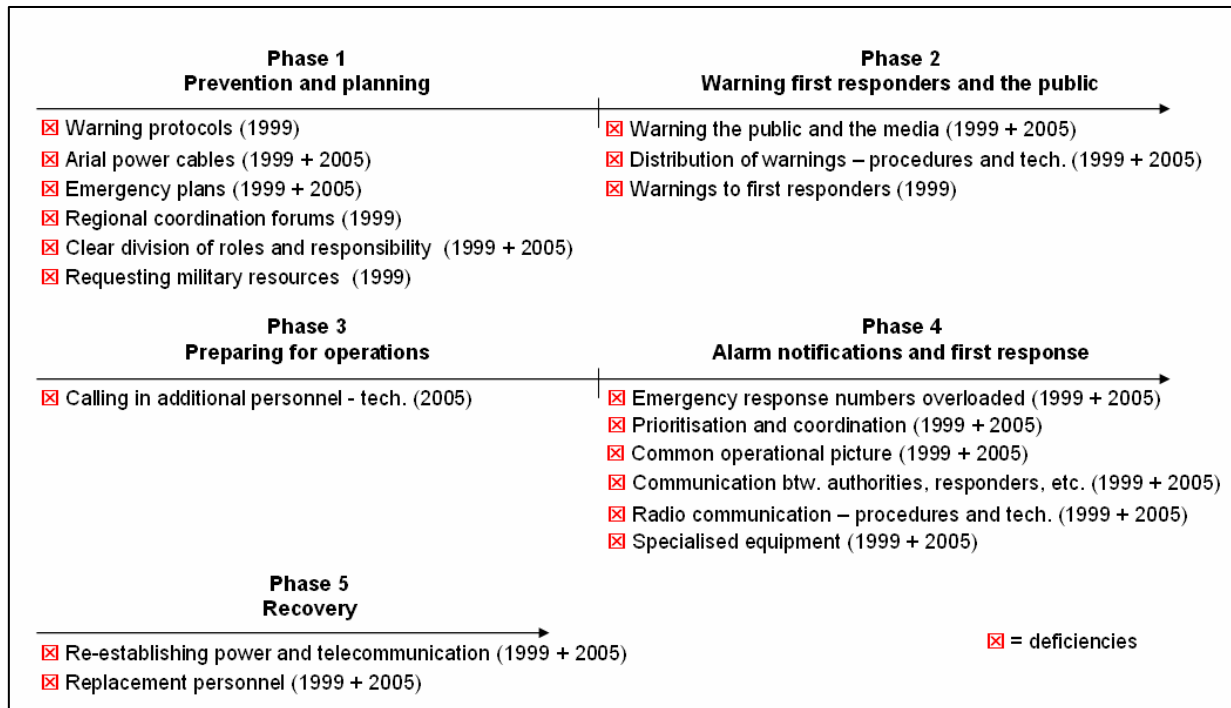 Phase 1
Prevention and planning
Warning protocols (1999)
Arial power cables (1999 + 2005)
Emergency plans (1999 + 2005)
Regional coordination forums (1999)
Clear division of roles and responsibility (1999 + 2005)
Requesting military resources (1999)
Phase 2
Warning first responders and the public
Warning the public and the media (1999 + 2005)
Distribution of warnings – procedures and tech. (1999 + 2005)
Warnings to first responders (1999)
Phase 3
Preparing for operations
Calling in additional personnel - tech. (2005)
Phase 4
Alarm notifications and first response
Emergency response numbers overloaded (1999 + 2005)
Prioritisation and coordination (1999 + 2005)
Common operational picture (1999 + 2005)
Communication btw. authorities, responders, etc. (1999 + 2005)
Radio communication – procedures and tech. (1999 + 2005)
Specialised equipment (1999 + 2005)
Phase 5
Recovery
Re-establishing power and telecommunication (1999 + 2005)
Replacement personnel (1999 + 2005)
= deficiencies